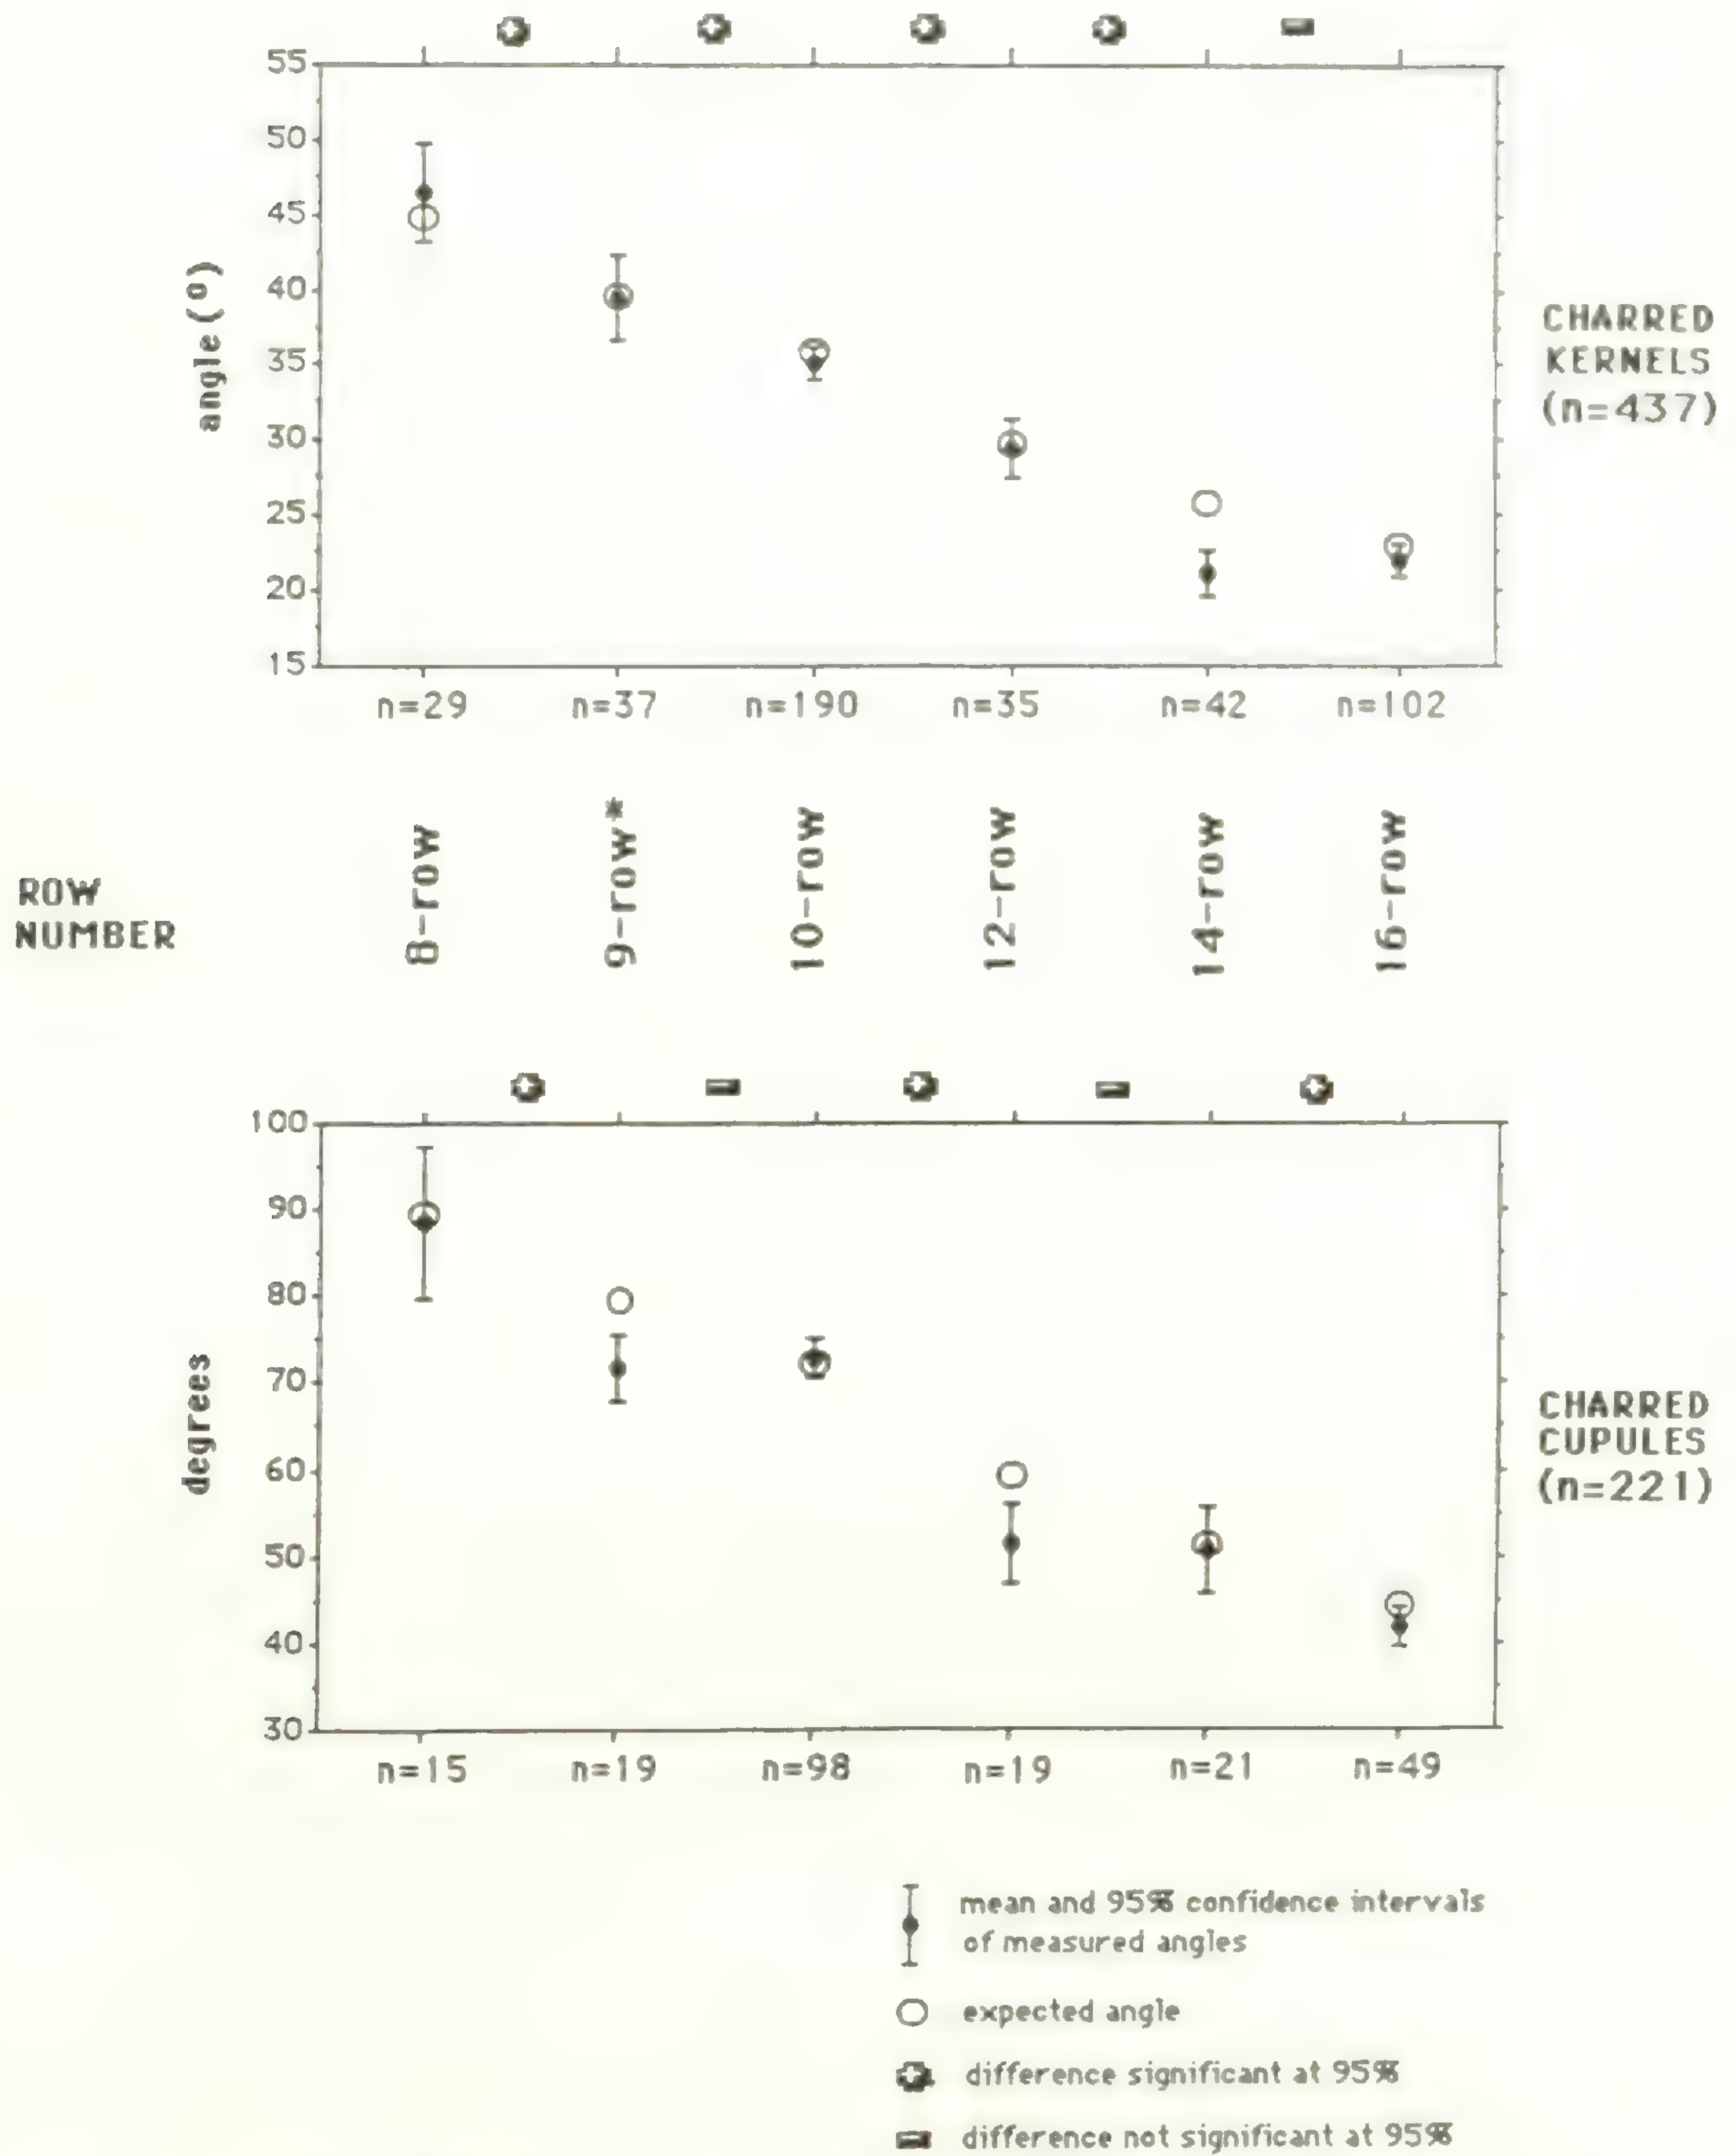 55
50
45
40
35
30
25
20
15
angle (°)
CHARRED
KERNELS
(n=437)
n=29 n=37 n=190 n=35 n=42 n=102
ROW
NUMBER
8-row 9-row* 10-row 12-row 14-row 16-row
100
90
80
70
60
50
40
30
degrees
CHARRED
CUPULES
(n=221)
n=15 n=19 n=98 n=19 n=21 n=49
mean and 95% confidence intervals
of measured angles
expected angle
difference significant at 95%
difference not significant at 95%